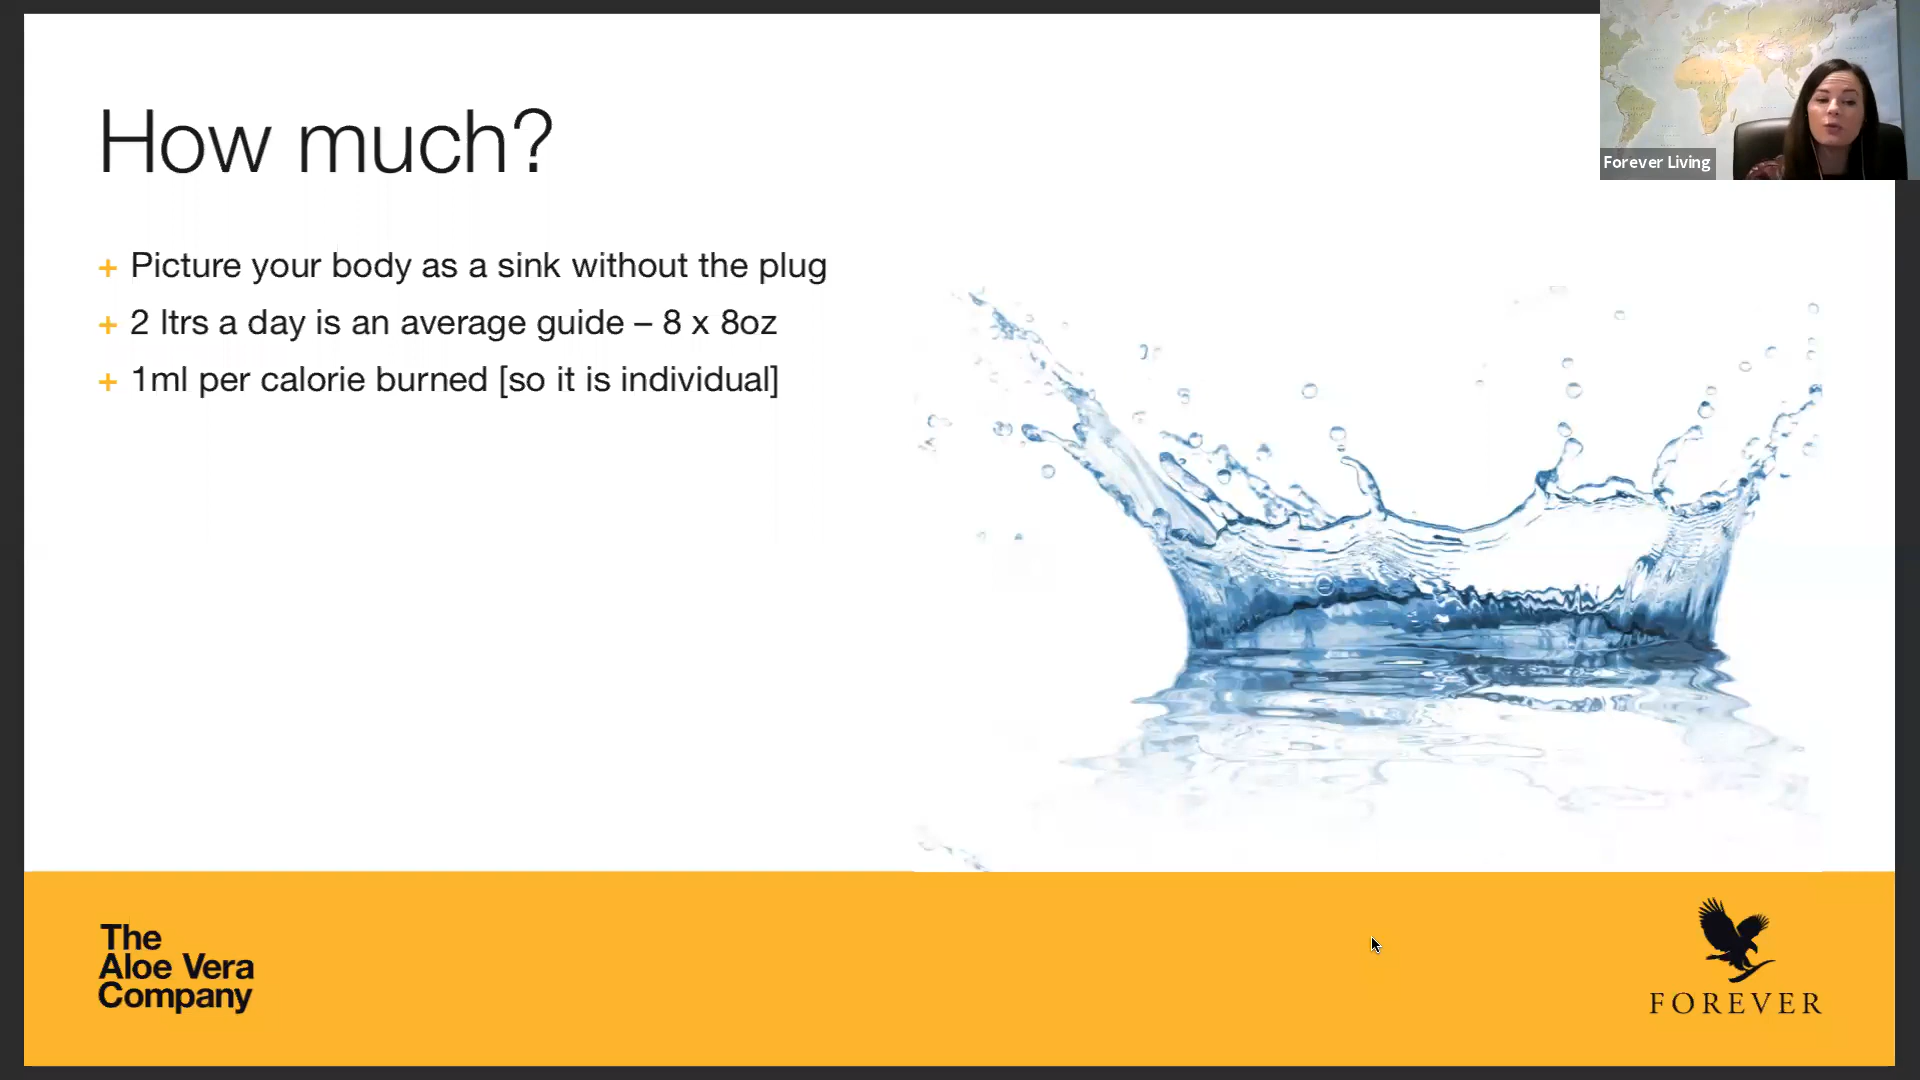 How much?
Forever Living
+ Picture your body as a sink without the plug
+ 2 ltrs a day is an average guide – 8 x 8oz
+ 1ml per calorie burned [so it is individual]
The
Aloe Vera
Company
FOREVER